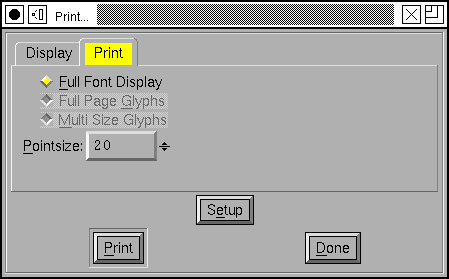 Print...
Display Print
Full Font Display
Full Page Glyphs
Multi Size Glyphs
Pointsize: 20
Setup
Print Done